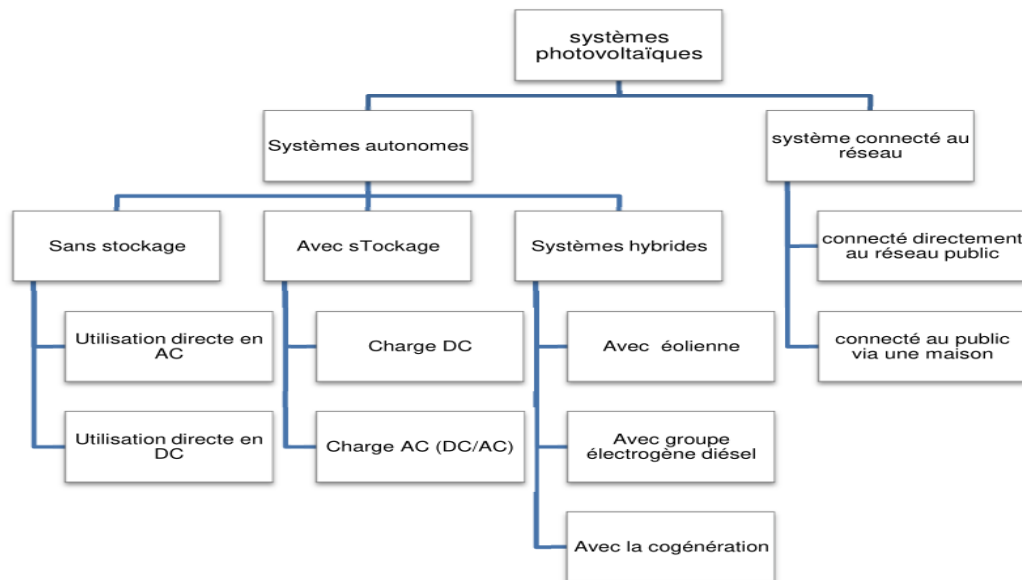 systèmes
photovoltaïques
Systèmes autonomes
système connecté au
réseau
Sans stockage
Avec sTockage
Systèmes hybrides
connecté directement
au réseau public
Utilisation directe en
AC
Charge DC
Avec éolienne
connecté au public
via une maison
Utilisation directe en
DC
Charge AC (DC/AC)
Avec groupe
électrogène diésel
Avec la cogénération